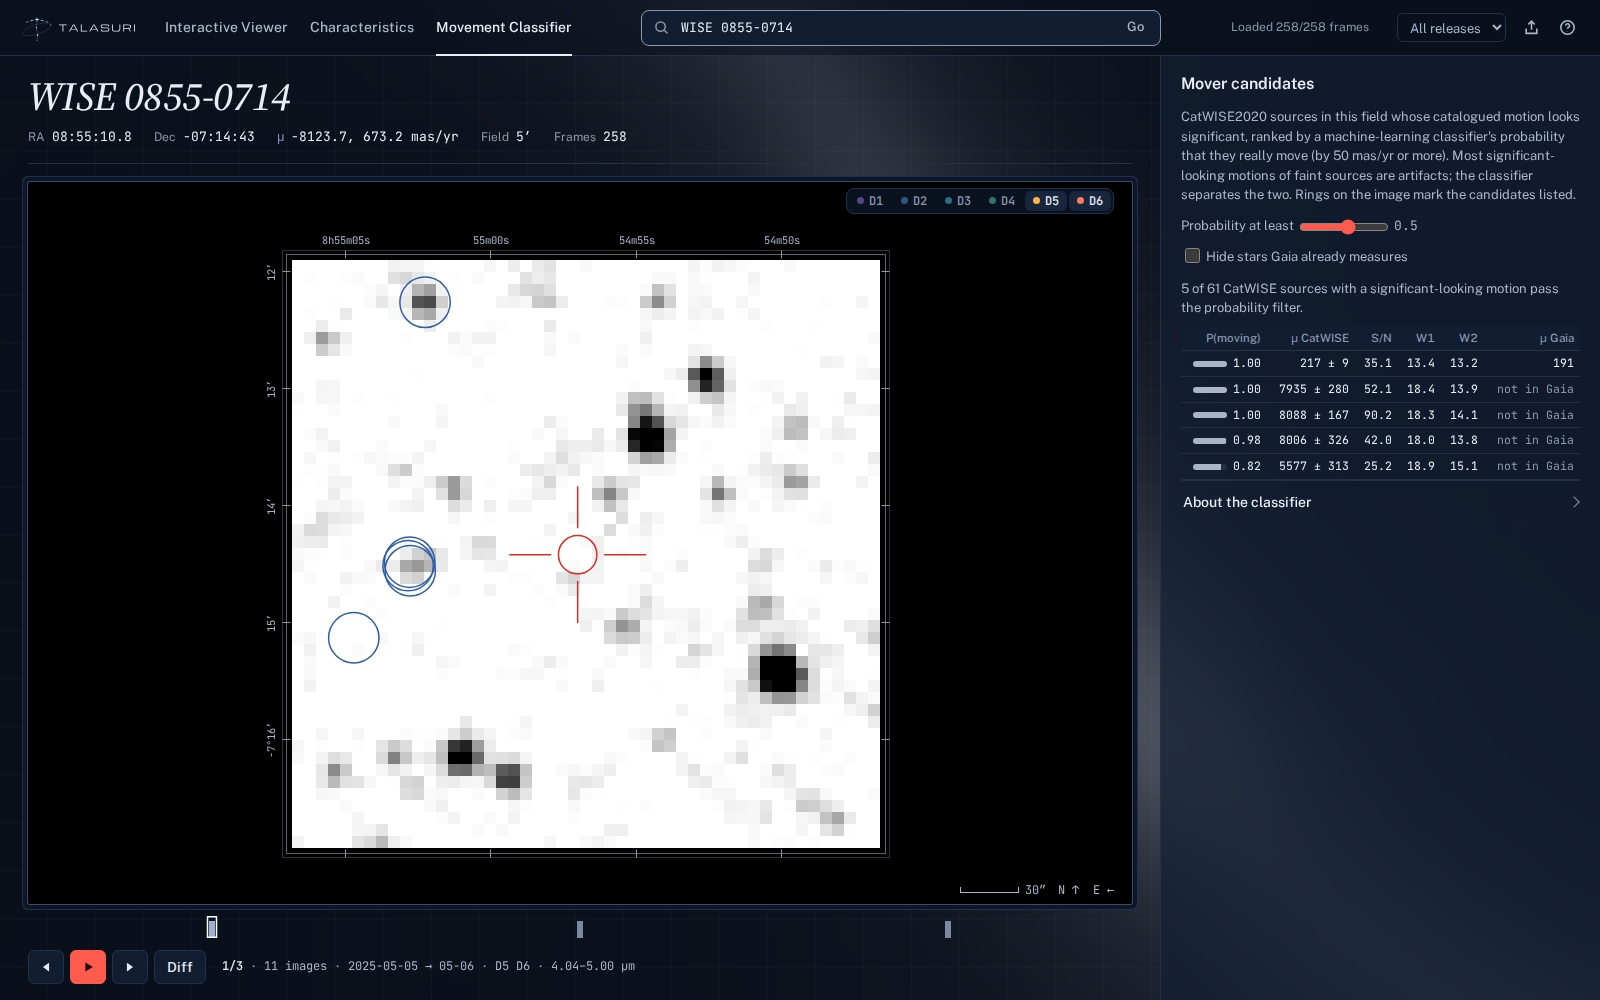 TALASURI
Interactive Viewer
Characteristics
Movement Classifier
WISE 0855-0714
Go
Loaded 258/258 frames
All releases
WISE 0855-0714
RA 08:55:10.8 Dec -07:14:43 μ -8123.7, 673.2 mas/yr Field 5′ Frames 258
D1 D2 D3 D4 D5 D6
8h55m05s 55m00s 54m55s 54m50s
12′
13′
14′
15′
-7°16′
30″ N ↑ E ←
Diff
1/3 · 11 images · 2025-05-05 → 05-06 · D5 D6 · 4.04–5.00 μm
Mover candidates
CatWISE2020 sources in this field whose catalogued motion looks
significant, ranked by a machine-learning classifier's probability
that they really move (by 50 mas/yr or more). Most significant-
looking motions of faint sources are artifacts; the classifier
separates the two. Rings on the image mark the candidates listed.
Probability at least 0.5
Hide stars Gaia already measures
5 of 61 CatWISE sources with a significant-looking motion pass
the probability filter.
P(moving) μ CatWISE S/N W1 W2 μ Gaia
1.00 217 ± 9 35.1 13.4 13.2 191
1.00 7935 ± 280 52.1 18.4 13.9 not in Gaia
1.00 8088 ± 167 90.2 18.3 14.1 not in Gaia
0.98 8006 ± 326 42.0 18.0 13.8 not in Gaia
0.82 5577 ± 313 25.2 18.9 15.1 not in Gaia
About the classifier